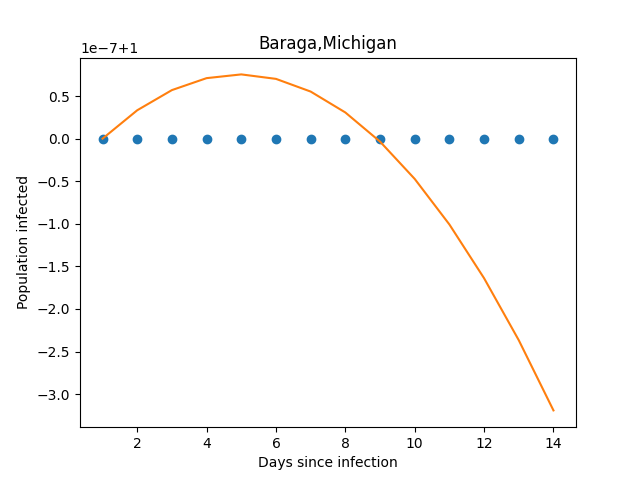 Baraga,Michigan
1e−7+1
0.5
0.0
−0.5
−1.0
−1.5
−2.0
−2.5
−3.0
Population infected
2 4 6 8 10 12 14
Days since infection